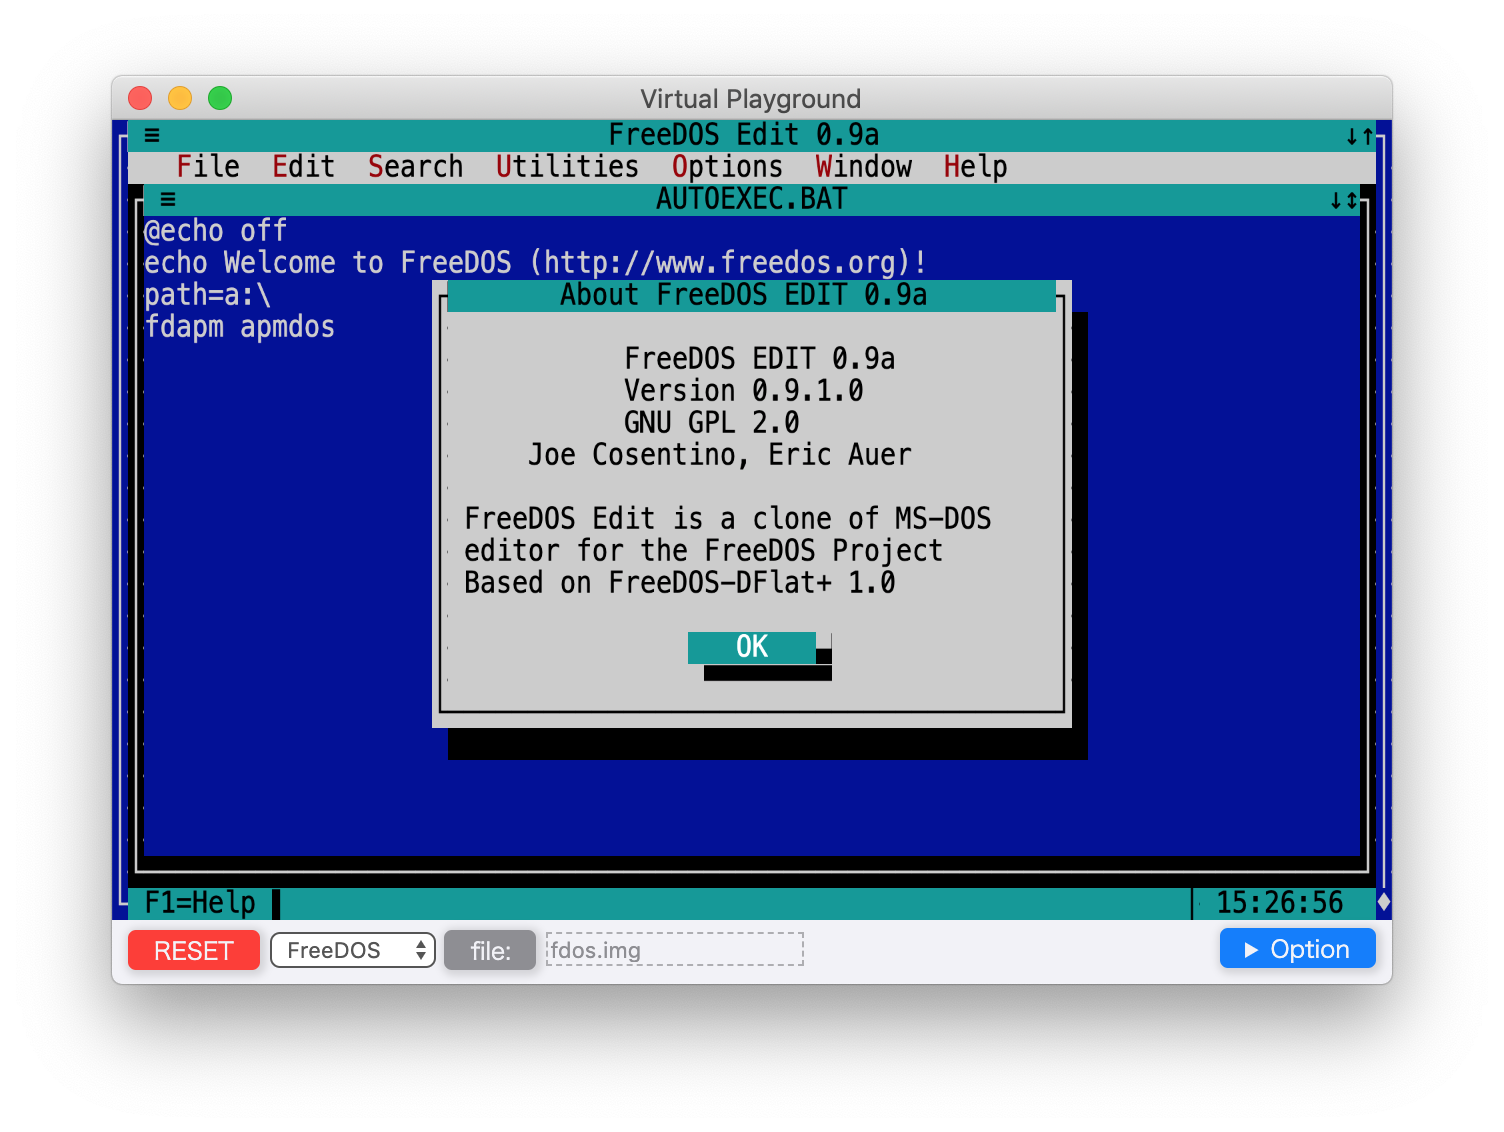 Virtual Playground
≡ FreeDOS Edit 0.9a ↓↑
File Edit Search Utilities Options Window Help
≡ AUTOEXEC.BAT ↓↕
@echo off
echo Welcome to FreeDOS (http://www.freedos.org)!
path=a:\
fdapm apmdos
About FreeDOS EDIT 0.9a
FreeDOS EDIT 0.9a
Version 0.9.1.0
GNU GPL 2.0
Joe Cosentino, Eric Auer
FreeDOS Edit is a clone of MS-DOS
editor for the FreeDOS Project
Based on FreeDOS-DFlat+ 1.0
OK
F1=Help 15:26:56
RESET FreeDOS file: fdos.img Option